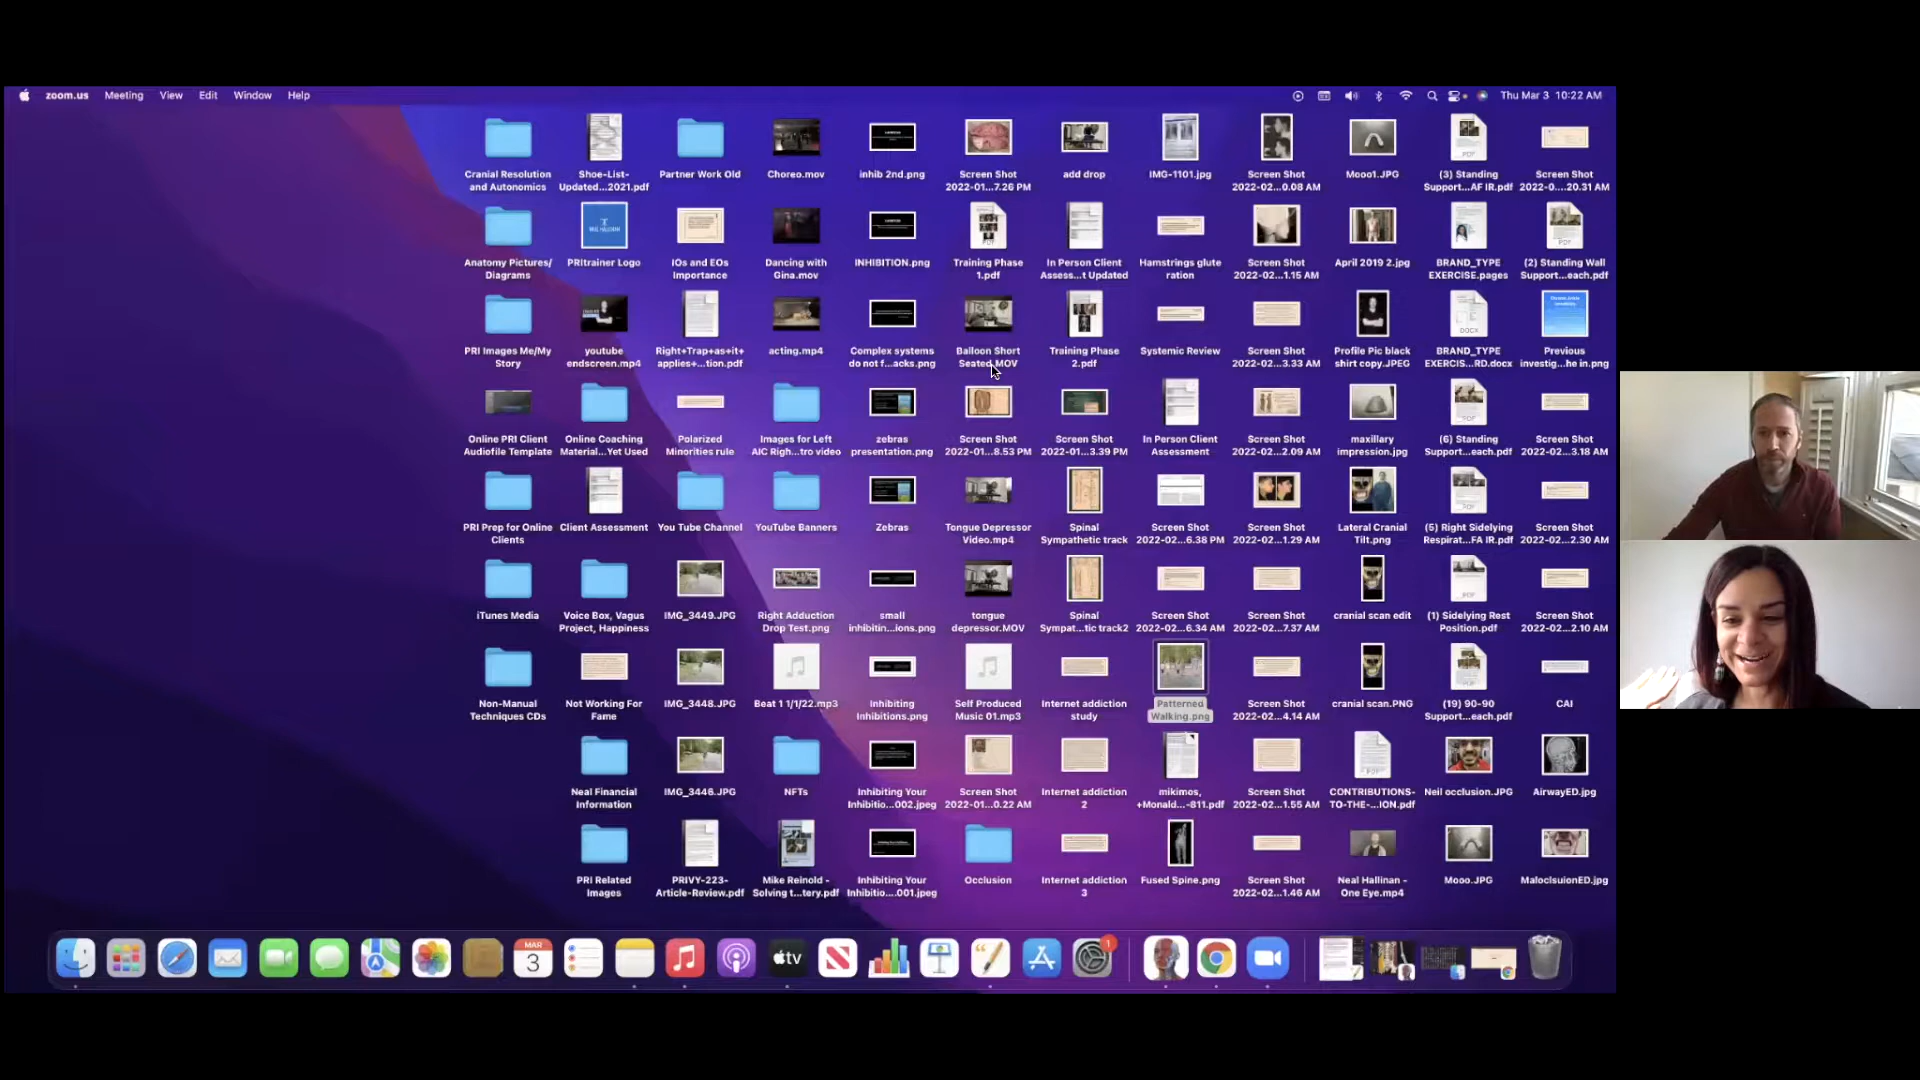 zoom.us Meeting View Edit Window Help Thu Mar 3 10:22 AM
Cranial Resolution and Autonomics
Shoe-List-Updated...2021.pdf
Partner Work Old
Choreo.mov
inhib 2nd.png
Screen Shot 2022-01...7.26 PM
add drop
IMG-1101.jpg
Screen Shot 2022-02...0.08 AM
Mooo1.JPG
(3) Standing Support...AF IR.pdf
Screen Shot 2022-0....20.31 AM
Anatomy Pictures/Diagrams
PRItrainer Logo
IOs and EOs Importance
Dancing with Gina.mov
INHIBITION.png
Training Phase 1.pdf
In Person Client Assess...t Updated
Hamstrings glute ration
Screen Shot 2022-02...1.15 AM
April 2019 2.jpg
BRAND_TYPE EXERCISE.pages
(2) Standing Wall Support...each.pdf
PRI Images Me/My Story
youtube endscreen.mp4
Right+Trap+as+it+applies+...tion.pdf
acting.mp4
Complex systems do not f...acks.png
Balloon Short Seated.MOV
Training Phase 2.pdf
Systemic Review
Screen Shot 2022-02...3.33 AM
Profile Pic black shirt copy.JPEG
BRAND_TYPE EXERCIS...RD.docx
Previous investig...he in.png
Online PRI Client Audiofile Template
Online Coaching Material...Yet Used
Polarized Minorities rule
Images for Left AIC Righ...tro video
zebras presentation.png
Screen Shot 2022-01...8.53 PM
Screen Shot 2022-01...3.39 PM
In Person Client Assessment
Screen Shot 2022-02...2.09 AM
maxillary impression.jpg
(6) Standing Support...each.pdf
Screen Shot 2022-02...3.18 AM
PRI Prep for Online Clients
Client Assessment
You Tube Channel
YouTube Banners
Zebras
Tongue Depressor Video.mp4
Spinal Sympathetic track
Screen Shot 2022-02...6.38 PM
Screen Shot 2022-02...1.29 AM
Lateral Cranial Tilt.png
(5) Right Sidelying Respirat...FA IR.pdf
Screen Shot 2022-02...2.30 AM
iTunes Media
Voice Box, Vagus Project, Happiness
IMG_3449.JPG
Right Adduction Drop Test.png
small inhibitin...ions.png
tongue depressor.MOV
Spinal Sympat...tic track2
Screen Shot 2022-02...6.34 AM
Screen Shot 2022-02...7.37 AM
cranial scan edit
(1) Sidelying Rest Position.pdf
Screen Shot 2022-02...2.10 AM
Non-Manual Techniques CDs
Not Working For Fame
IMG_3448.JPG
Beat 1 1/1/22.mp3
Inhibiting Inhibitions.png
Self Produced Music 01.mp3
Internet addiction study
Patterned Walking.png
Screen Shot 2022-02...4.14 AM
cranial scan.PNG
(19) 90-90 Support...each.pdf
CAI
Neal Financial Information
IMG_3446.JPG
NFTs
Inhibiting Your Inhibitio...002.jpeg
Screen Shot 2022-01...0.22 AM
Internet addiction 2
mikimos, +Monald...-811.pdf
Screen Shot 2022-02...1.55 AM
CONTRIBUTIONS-TO-THE-...ION.pdf
Neil occlusion.JPG
AirwayED.jpg
PRI Related Images
PRIVY-223-Article-Review.pdf
Mike Reinold - Solving t...tery.pdf
Inhibiting Your Inhibitio....001.jpeg
Occlusion
Internet addiction 3
Fused Spine.png
Screen Shot 2022-02...1.46 AM
Neal Hallinan - One Eye.mp4
Mooo.JPG
MaloclsuionED.jpg
MAR
3
tv
1